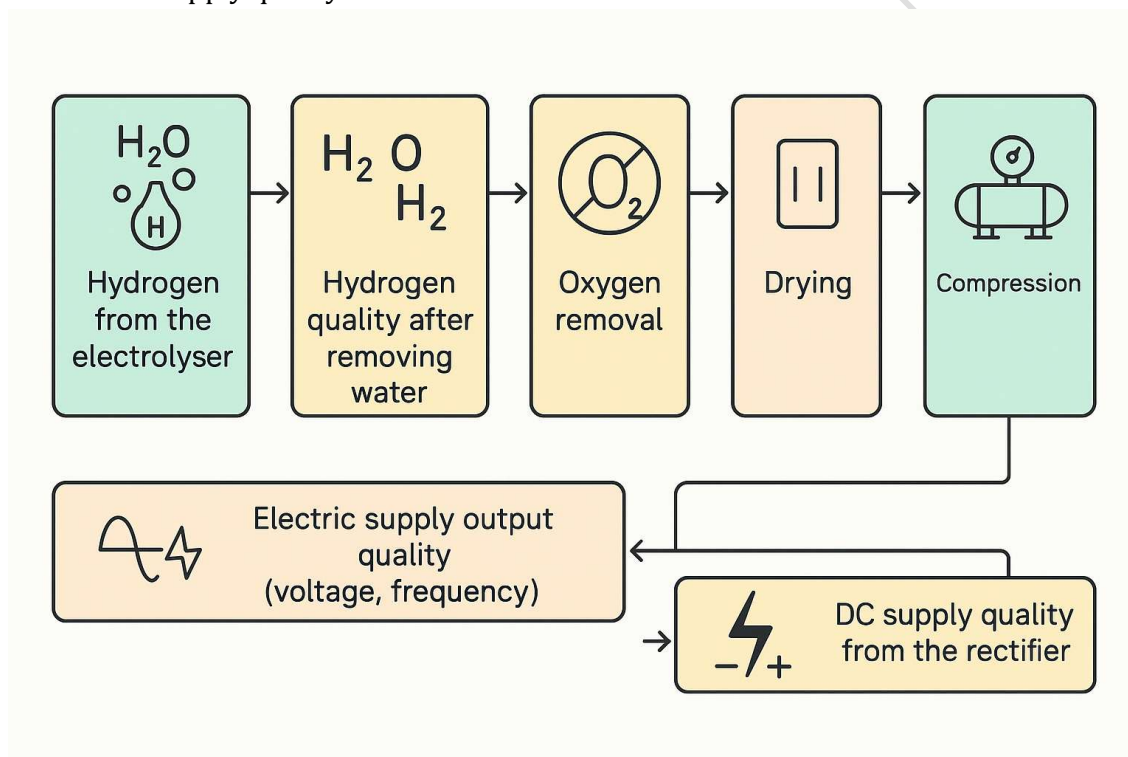 H₂O
H
Hydrogen
from the
electrolyser
H₂ O
H₂
Hydrogen
quality after
removing
water
O₂
Oxygen
removal
Drying
Compression
Electric supply output
quality
(voltage, frequency)
− +
DC supply quality
from the rectifier